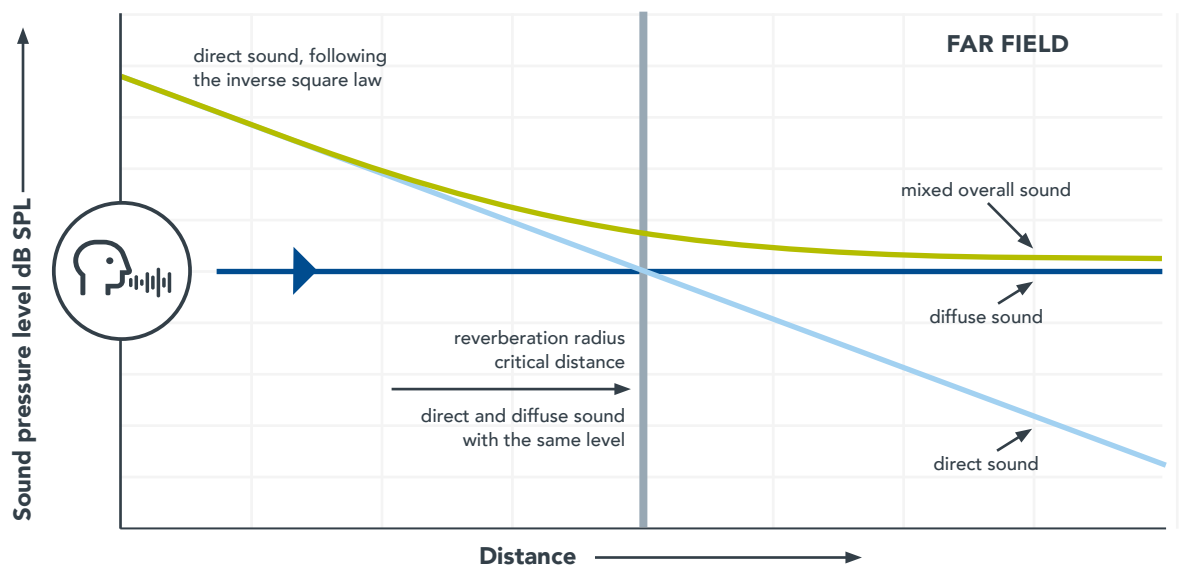 direct sound, following
the inverse square law
FAR FIELD
mixed overall sound
Sound pressure level dB SPL
diffuse sound
reverberation radius
critical distance
direct and diffuse sound
with the same level
direct sound
Distance